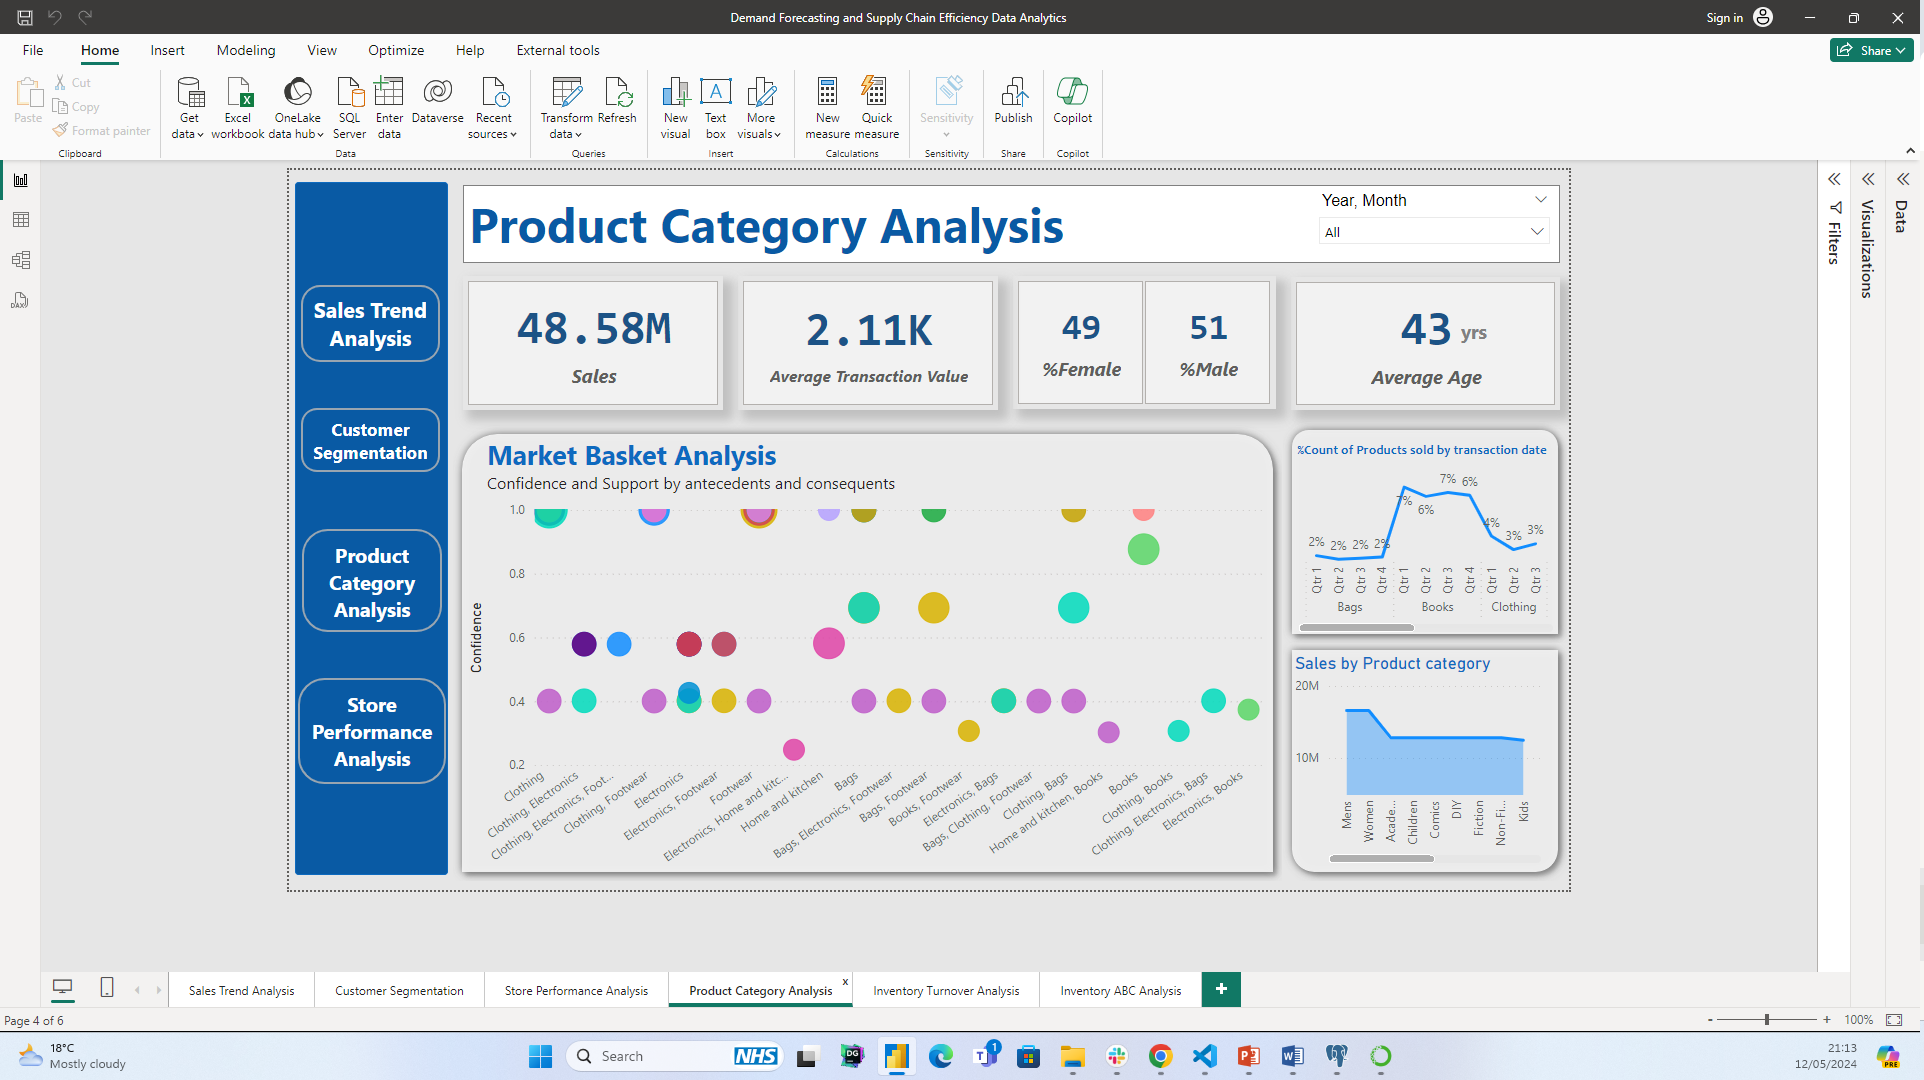 Demand Forecasting and Supply Chain Efficiency Data Analytics
Sign in
File Home Insert Modeling View Optimize Help External tools
Share
Paste
Cut
Copy
Format painter
Clipboard
Get data
Excel workbook
OneLake data hub
SQL Server
Enter data
Dataverse
Recent sources
Data
Transform data
Refresh
Queries
New visual
Text box
More visuals
Insert
New measure
Quick measure
Calculations
Sensitivity
Sensitivity
Publish
Share
Copilot
Copilot
DAX
Filters
Visualizations
Data
Product Category Analysis
Year, Month
All
Sales Trend
Analysis
Customer
Segmentation
Product
Category
Analysis
Store
Performance
Analysis
48.58M
Sales
2.11K
Average Transaction Value
49
%Female
51
%Male
43 yrs
Average Age
Market Basket Analysis
Confidence and Support by antecedents and consequents
Confidence
1.0
0.8
0.6
0.4
0.2
Clothing
Clothing, Electronics
Clothing, Electronics, Foot...
Clothing, Footwear
Electronics
Electronics, Footwear
Footwear
Electronics, Home and kitc...
Home and kitchen
Bags
Bags, Electronics, Footwear
Bags, Footwear
Books, Footwear
Electronics, Bags
Bags, Clothing, Footwear
Clothing, Bags
Home and kitchen, Books
Books
Clothing, Books
Clothing, Electronics, Bags
Electronics, Books
%Count of Products sold by transaction date
2% 2% 2% 2% 7% 6% 7% 6% 4% 3% 3%
Qtr 1 Qtr 2 Qtr 3 Qtr 4 Qtr 1 Qtr 2 Qtr 3 Qtr 4 Qtr 1 Qtr 2 Qtr 3
Bags Books Clothing
Sales by Product category
20M
10M
Mens
Women
Acade...
Children
Comics
DIY
Fiction
Non-Fi...
Kids
Sales Trend Analysis
Customer Segmentation
Store Performance Analysis
Product Category Analysis
x
Inventory Turnover Analysis
Inventory ABC Analysis
+
Page 4 of 6
- + 100%
18°C
Mostly cloudy
Search
NHS
DG
1
21:13
12/05/2024
PRE